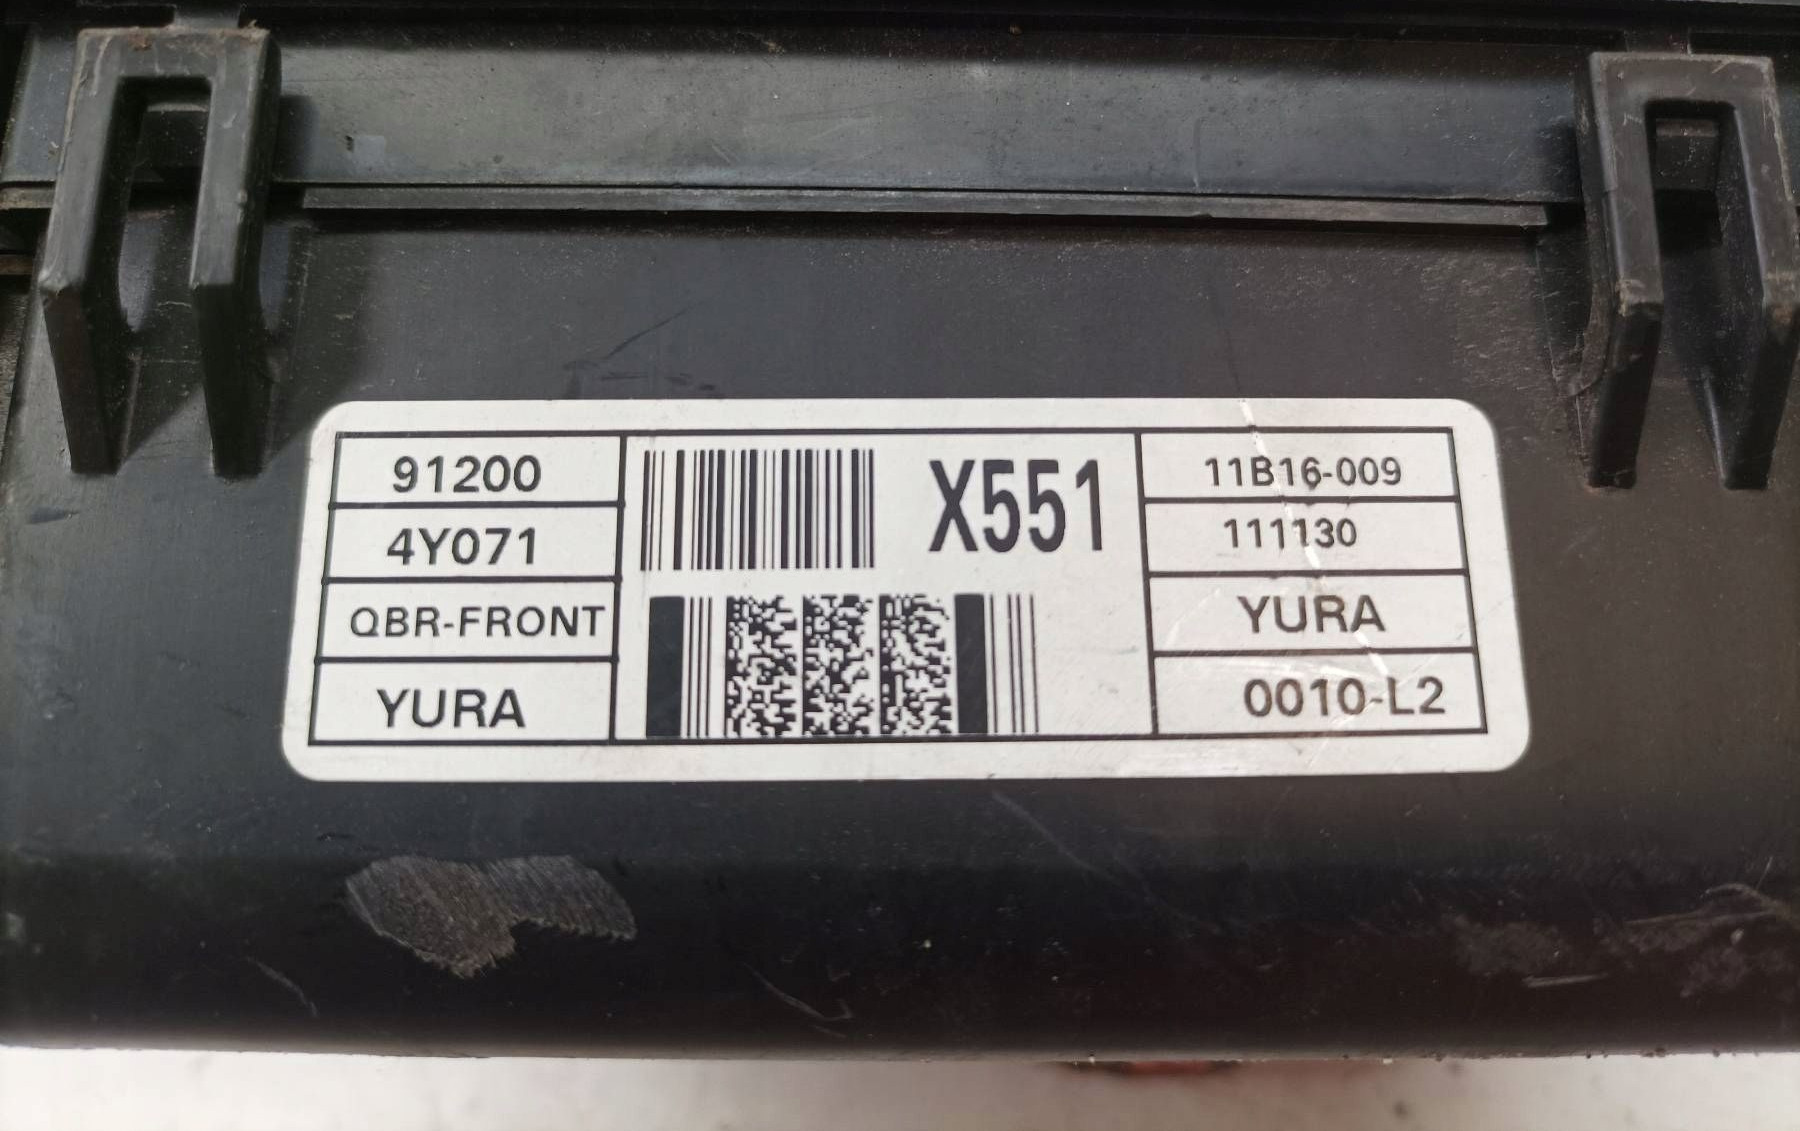 91200
4Y071
QBR-FRONT
YURA
X551
11B16-009
111130
YURA
0010-L2